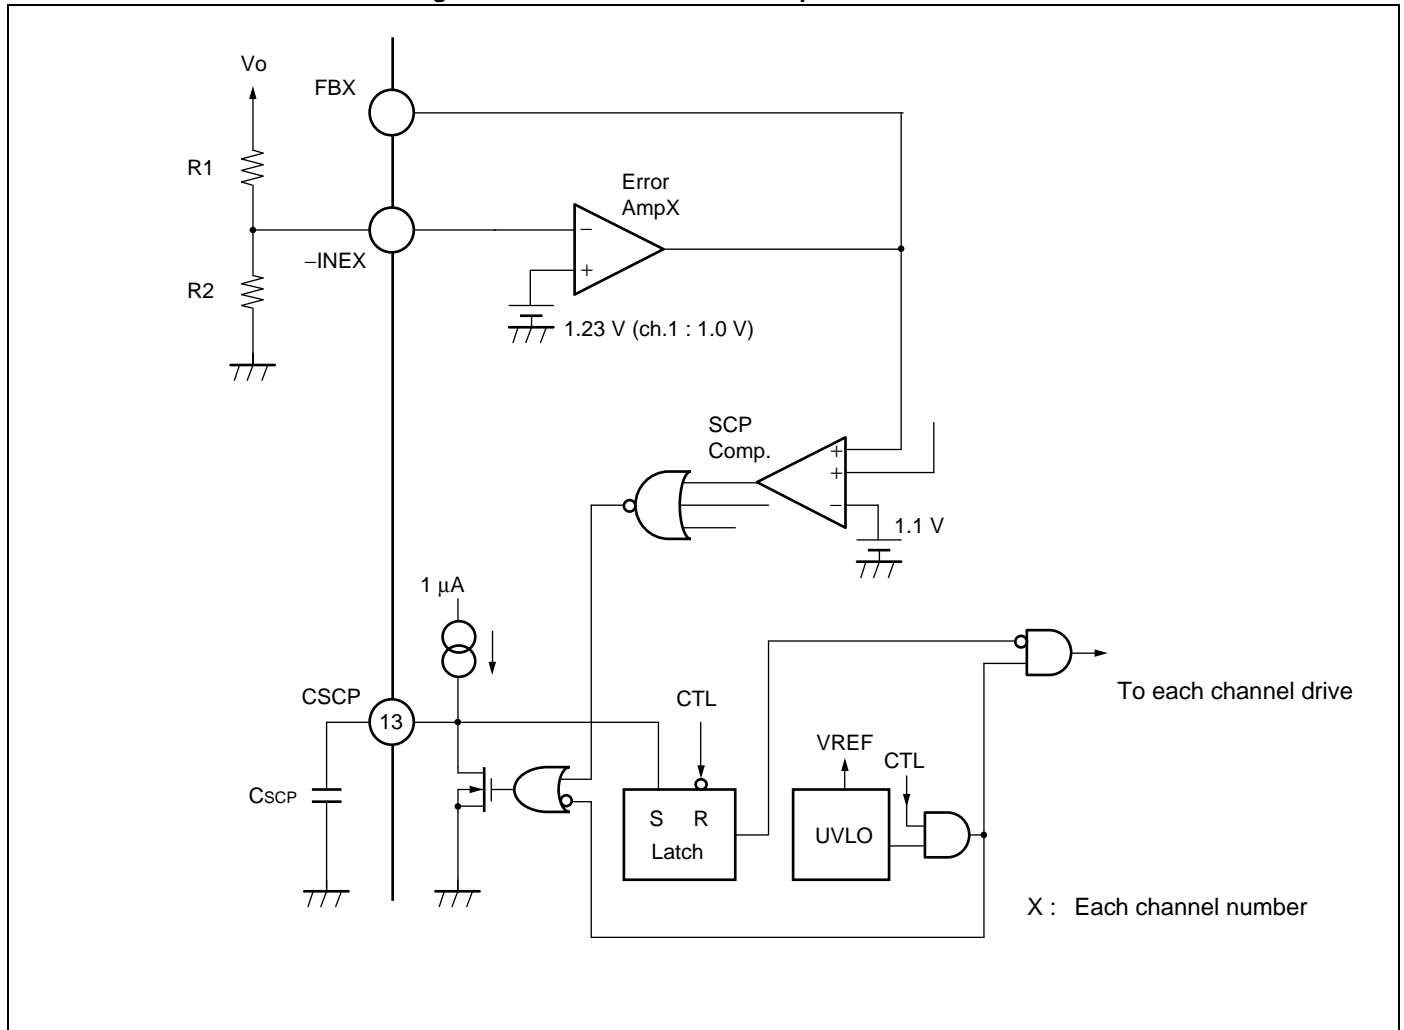 Vo
FBX
R1
Error
AmpX
−
+
−INEX
R2
1.23 V (ch.1 : 1.0 V)
SCP
Comp.
+
+
−
1.1 V
1 μA
CSCP
13
CTL
To each channel drive
VREF
CTL
CSCP
S R
Latch
UVLO
X : Each channel number